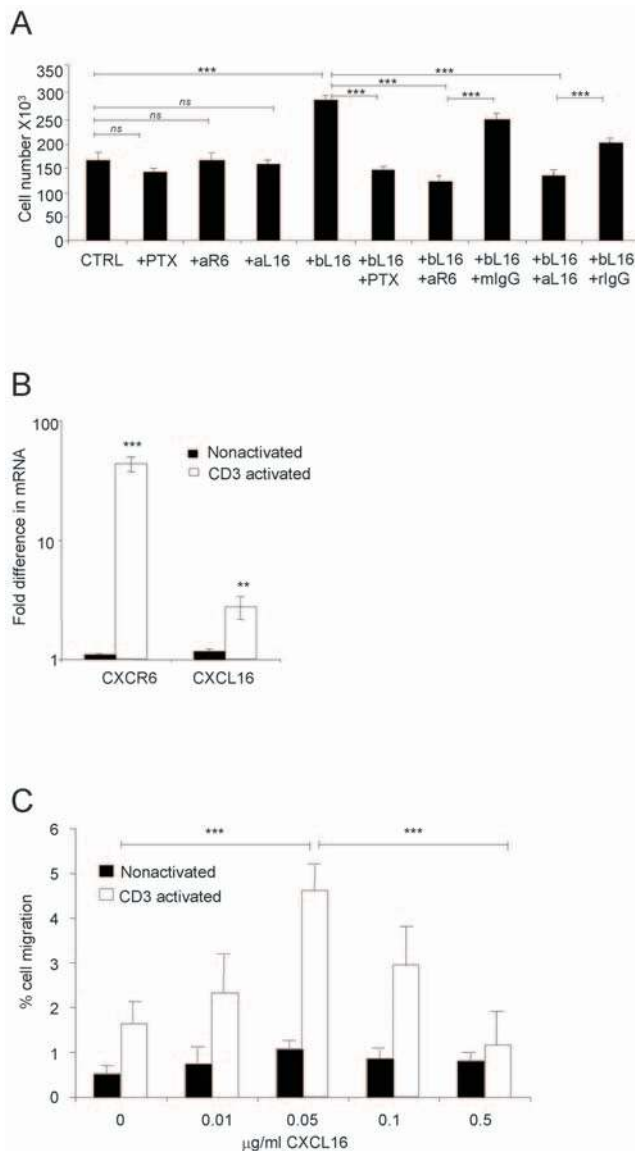 A
Cell number X10³
350
300
250
200
150
100
50
0
***
***
***
***
***
***
ns
ns
ns
CTRL +PTX +aR6 +aL16 +bL16 +bL16 +bL16 +bL16 +bL16 +bL16
+PTX +aR6 +mIgG +aL16 +rIgG
B
Fold difference in mRNA
100
10
1
***
**
Nonactivated
CD3 activated
CXCR6 CXCL16
C
% cell migration
6
5
4
3
2
1
0
*** ***
Nonactivated
CD3 activated
0 0.01 0.05 0.1 0.5
µg/ml CXCL16